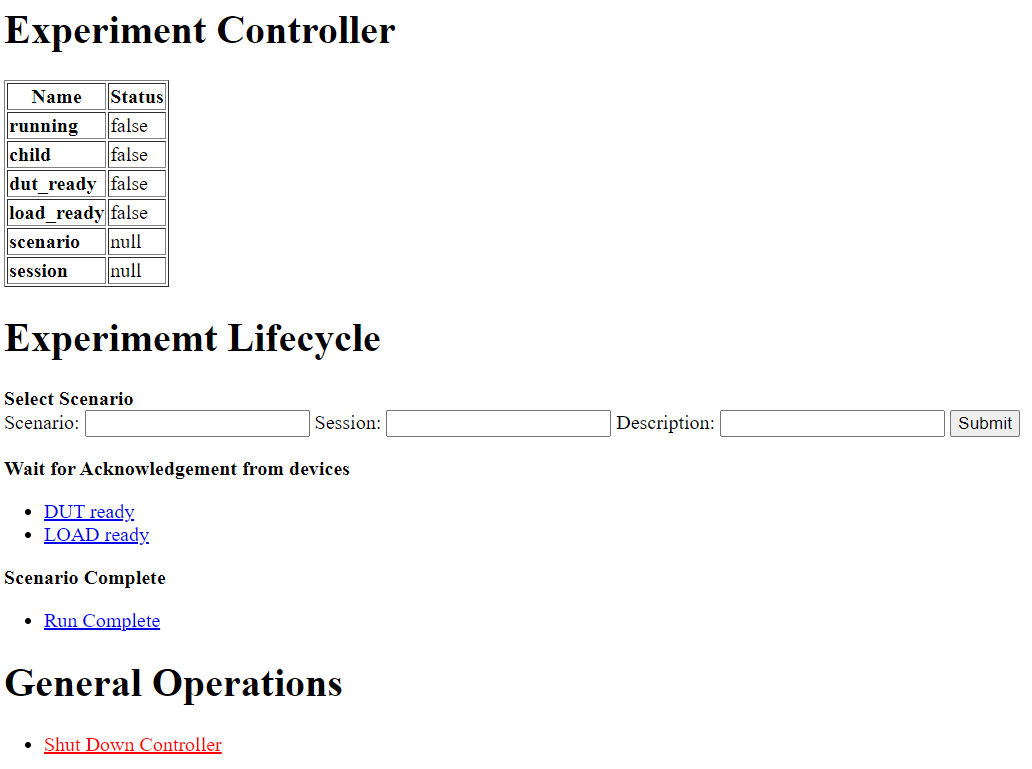 Experiment Controller
Name Status
running false
child false
dut_ready false
load_ready false
scenario null
session null
Experimemt Lifecycle
Select Scenario
Scenario: Session: Description: Submit
Wait for Acknowledgement from devices
DUT ready
LOAD ready
Scenario Complete
Run Complete
General Operations
Shut Down Controller